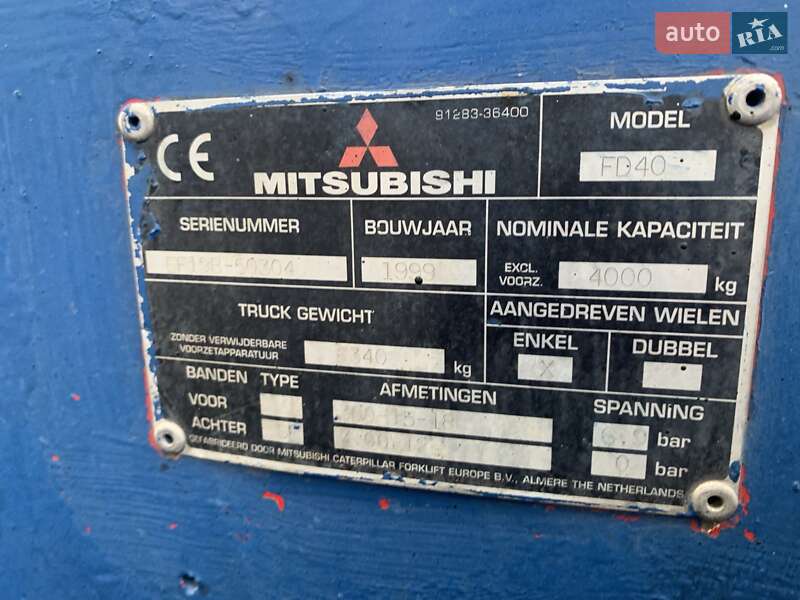 auto RIA.com
91283-36400
CE
MITSUBISHI
MODEL
FD40
SERIENUMMER
BOUWJAAR
1999
NOMINALE KAPACITEIT
EXCL. VOORZ.
4000 kg
TRUCK GEWICHT
ZONDER VERWIJDERBARE
VOORZETAPPARATUUR
kg
AANGEDREVEN WIELEN
ENKEL
DUBBEL
X
BANDEN TYPE
AFMETINGEN
SPANNING
VOOR
bar
ACHTER
0 bar
GEFABRICEERD DOOR MITSUBISHI CATERPILLAR FORKLIFT EUROPE B.V., ALMERE THE NETHERLANDS